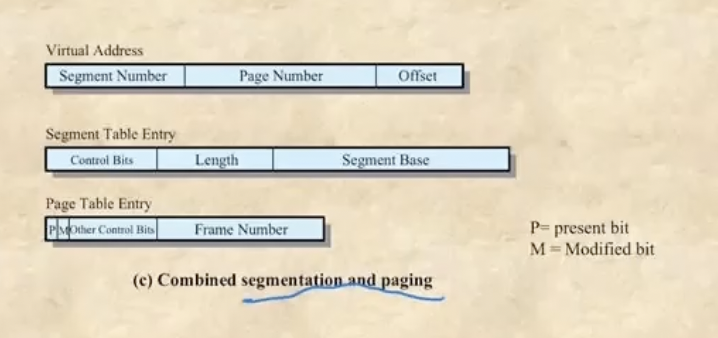 Virtual Address
Segment Number Page Number Offset
Segment Table Entry
Control Bits Length Segment Base
Page Table Entry
P M Other Control Bits Frame Number
P= present bit
M = Modified bit
(c) Combined segmentation and paging